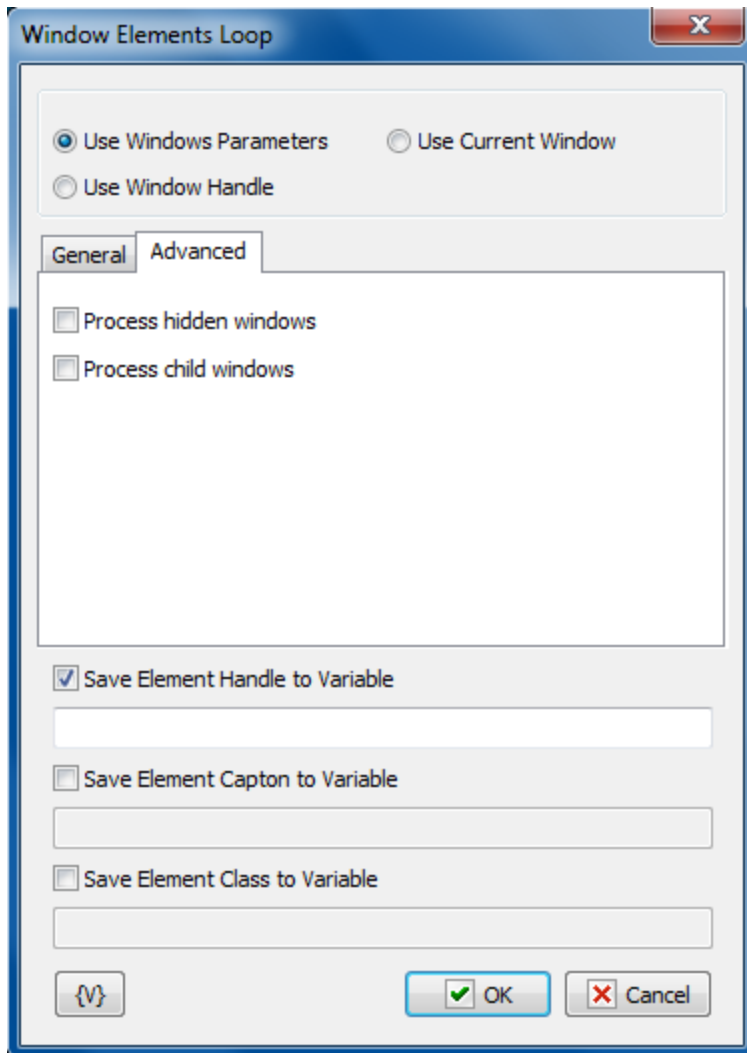 Window Elements Loop
Use Windows Parameters Use Current Window
Use Window Handle
General Advanced
Process hidden windows
Process child windows
Save Element Handle to Variable
Save Element Capton to Variable
Save Element Class to Variable
{V} OK Cancel